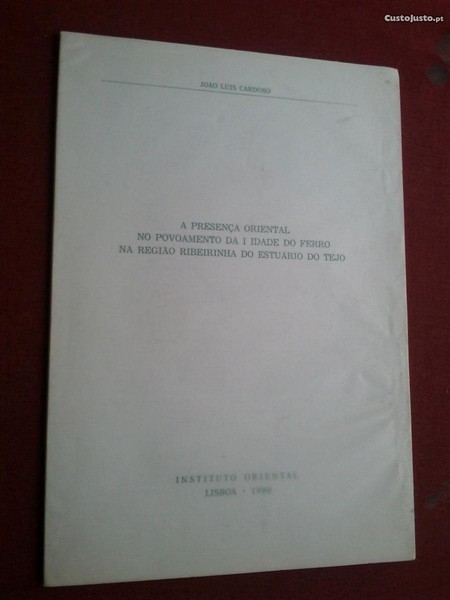 CustoJusto.pt
JOÃO LUÍS CARDOSO
A PRESENÇA ORIENTAL
NO POVOAMENTO DA I IDADE DO FERRO
NA REGIÃO RIBEIRINHA DO ESTUÁRIO DO TEJO
INSTITUTO ORIENTAL
LISBOA · 1990